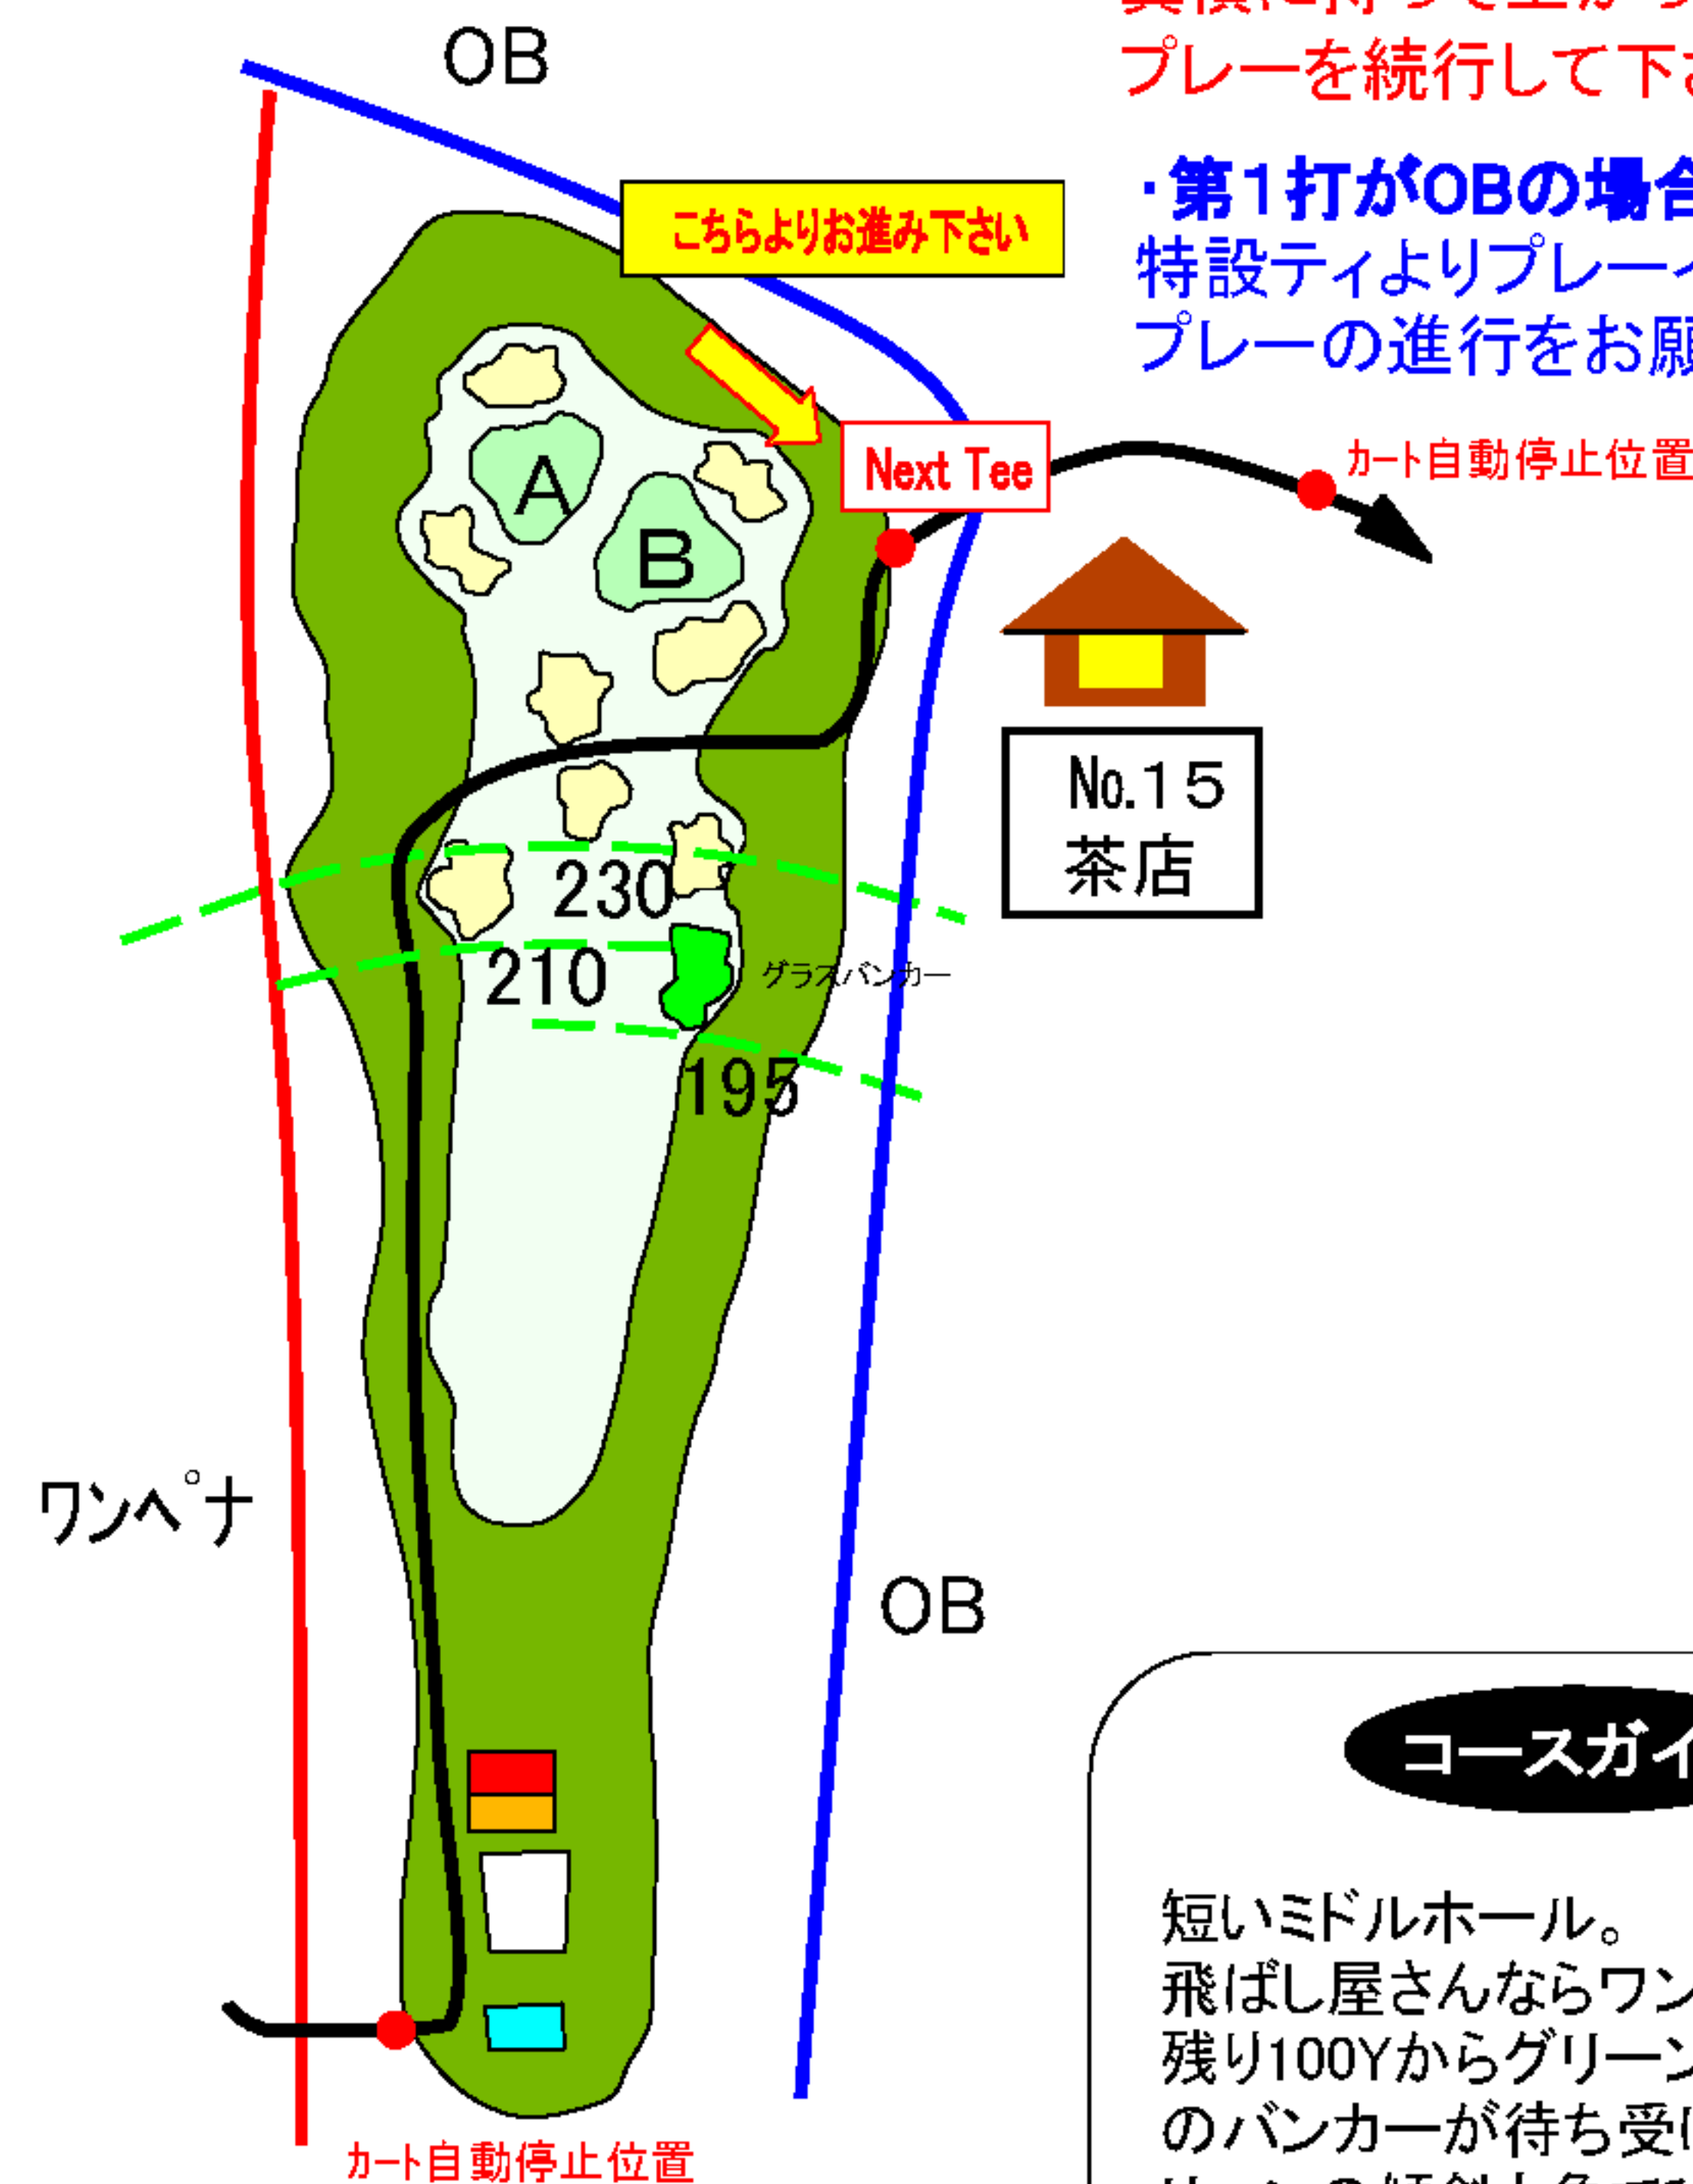 OB
プレーを続行して下
・第1打がOBの場合
特設ティよりプレー
プレーの進行をお願
こちらよりお進み下さい
Next Tee
カート自動停止位置
A
B
No.15
茶店
230
210
グラスバンカー
195
ワンペナ
OB
コースガイ
短いミドルホール。
飛ばし屋さんならワン
残り100Yからグリーン
のバンカーが待ち受け
カート自動停止位置